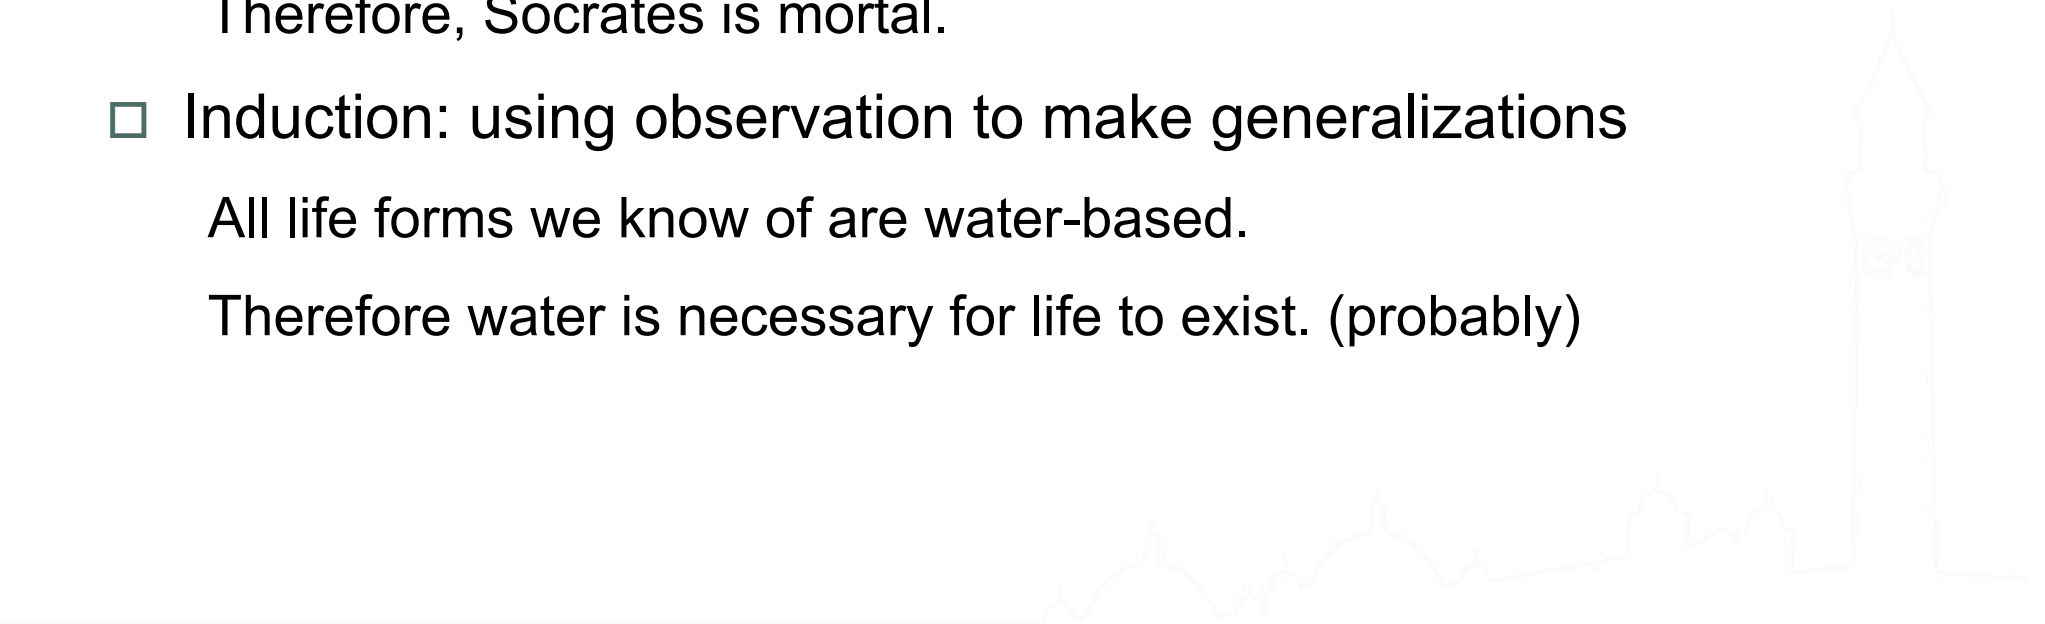 Therefore, Socrates is mortal.
Induction: using observation to make generalizations
All life forms we know of are water-based.
Therefore water is necessary for life to exist. (probably)